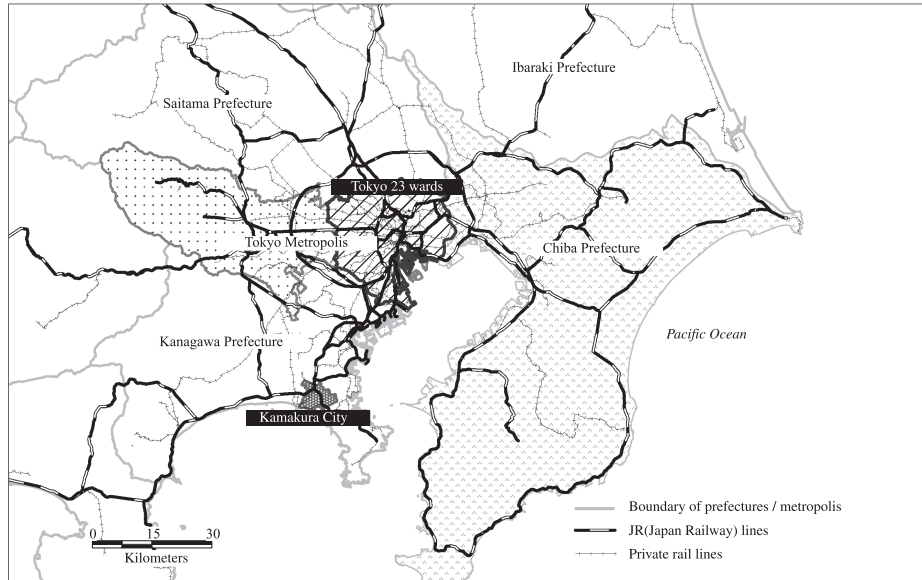 Ibaraki Prefecture
Saitama Prefecture
Tokyo 23 wards
Tokyo Metropolis
Chiba Prefecture
Pacific Ocean
Kanagawa Prefecture
Kamakura City
Boundary of prefectures / metropolis
JR(Japan Railway) lines
Private rail lines
0 15 30
Kilometers